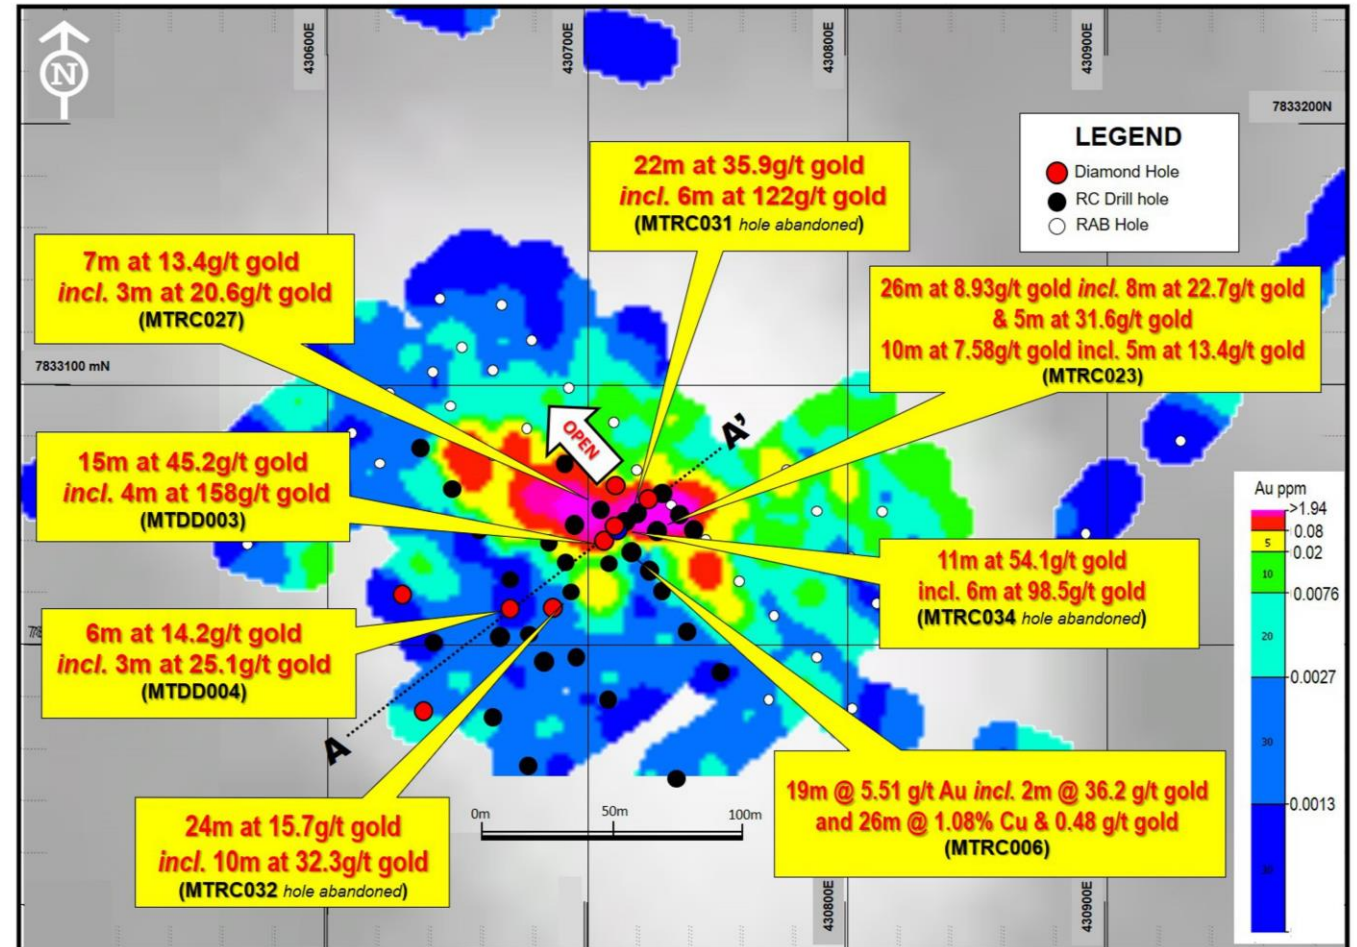 N
430600E
430700E
430800E
430900E
7833200N
LEGEND
Diamond Hole
RC Drill hole
RAB Hole
22m at 35.9g/t gold
incl. 6m at 122g/t gold
(MTRC031 hole abandoned)
7m at 13.4g/t gold
incl. 3m at 20.6g/t gold
(MTRC027)
26m at 8.93g/t gold incl. 8m at 22.7g/t gold
& 5m at 31.6g/t gold
10m at 7.58g/t gold incl. 5m at 13.4g/t gold
(MTRC023)
7833100 mN
OPEN
A'
15m at 45.2g/t gold
incl. 4m at 158g/t gold
(MTDD003)
Au ppm
>1.94
0.08
5
0.02
10
0.0076
20
0.0027
30
0.0013
11m at 54.1g/t gold
incl. 6m at 98.5g/t gold
(MTRC034 hole abandoned)
6m at 14.2g/t gold
incl. 3m at 25.1g/t gold
(MTDD004)
A
19m @ 5.51 g/t Au incl. 2m @ 36.2 g/t gold
and 26m @ 1.08% Cu & 0.48 g/t gold
(MTRC006)
24m at 15.7g/t gold
incl. 10m at 32.3g/t gold
(MTRC032 hole abandoned)
0m
50m
100m
430800E
430900E